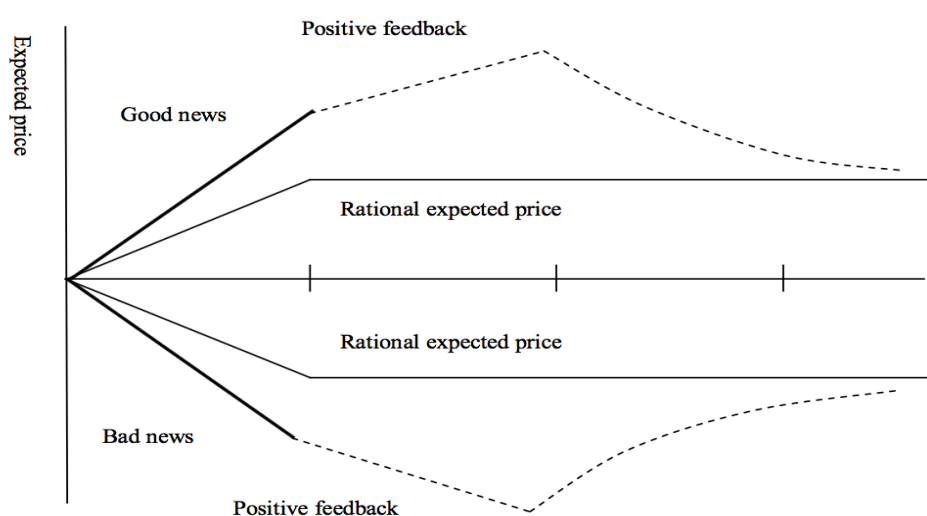 Positive feedback
Expected price
Good news
Rational expected price
Rational expected price
Bad news
Positive feedback